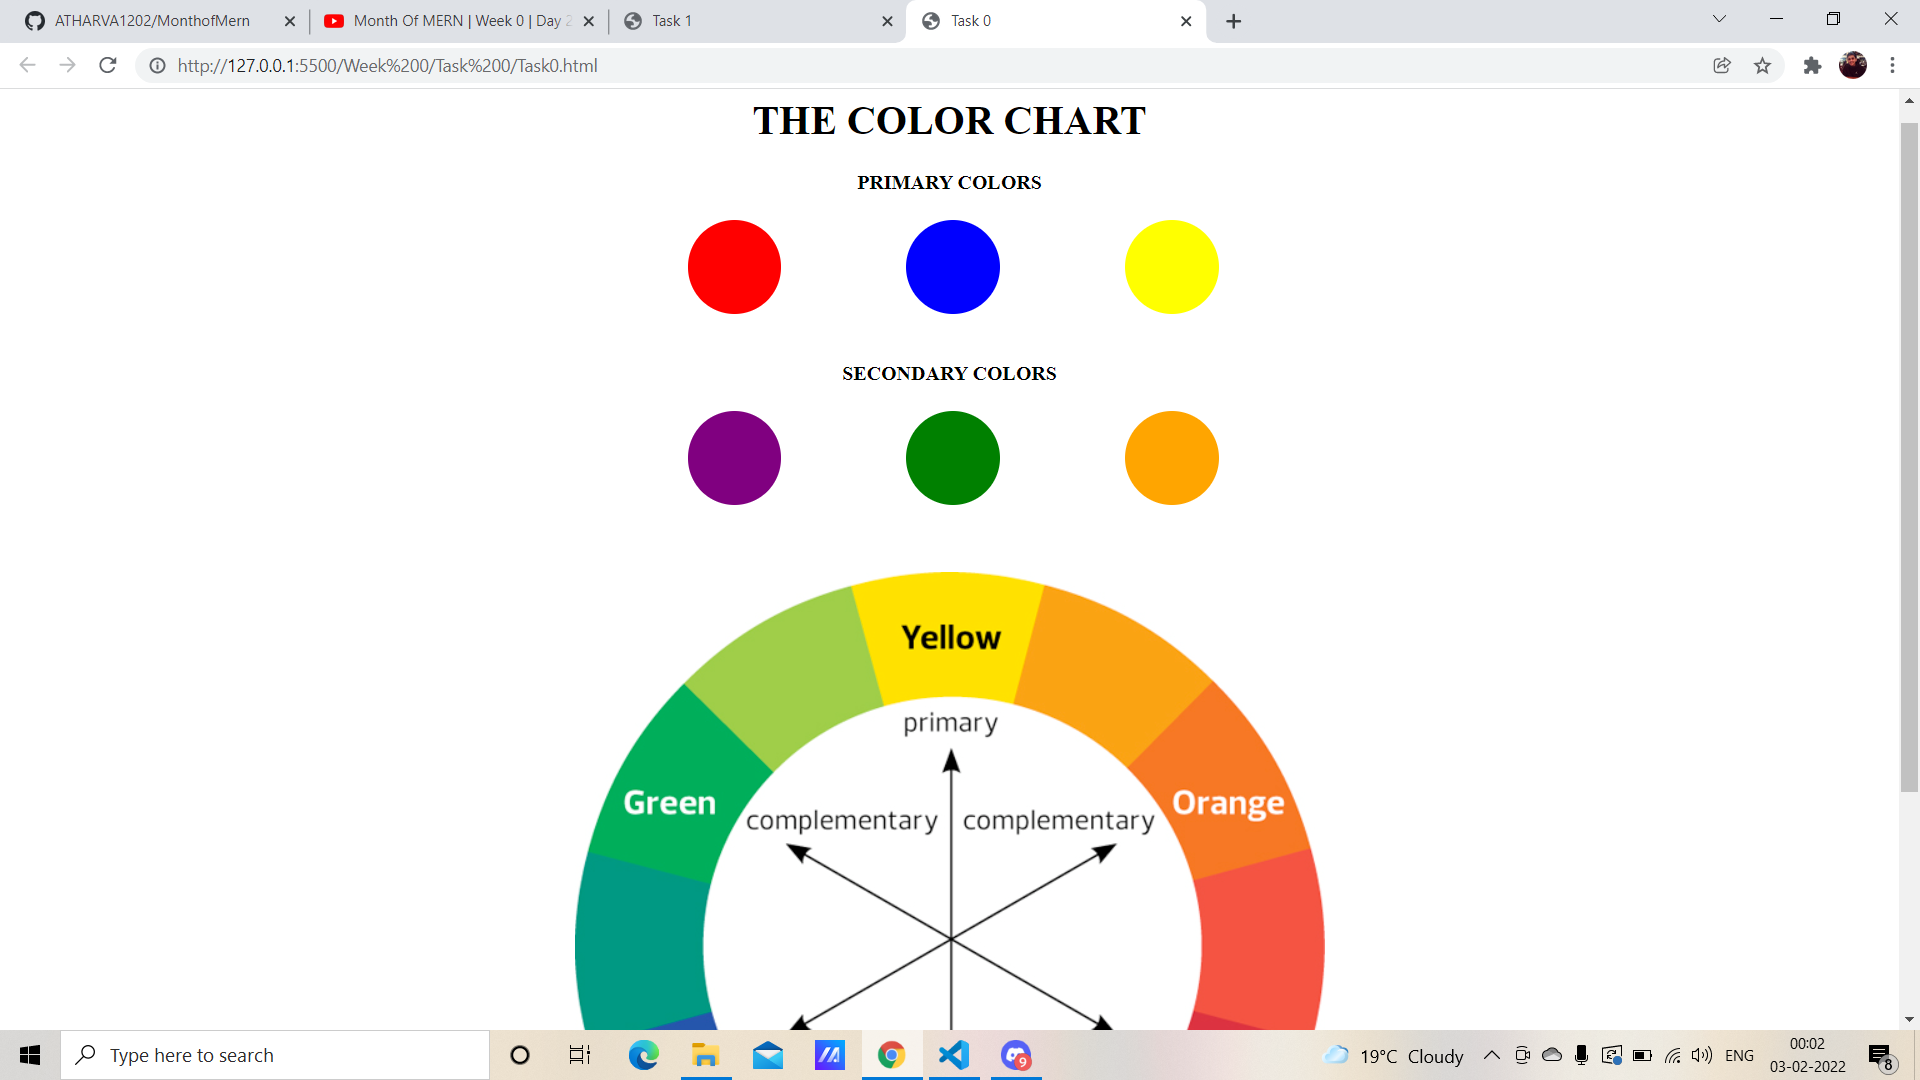 ATHARVA1202/MonthofMern
Month Of MERN | Week 0 | Day 2
Task 1
Task 0
http://127.0.0.1:5500/Week%200/Task%200/Task0.html
THE COLOR CHART
PRIMARY COLORS
SECONDARY COLORS
Yellow
primary
Green
Orange
complementary
complementary
Type here to search
9
19°C Cloudy
ENG
00:02
03-02-2022
8